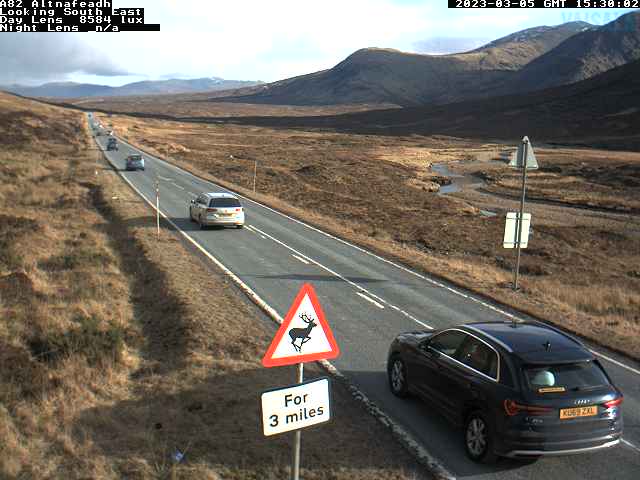 A82 Altnafeadh
Looking South East
Day Lens 8584 lux
Night Lens n/a
2023-03-05 GMT 15:30:02
For
3 miles
KU69 ZXL